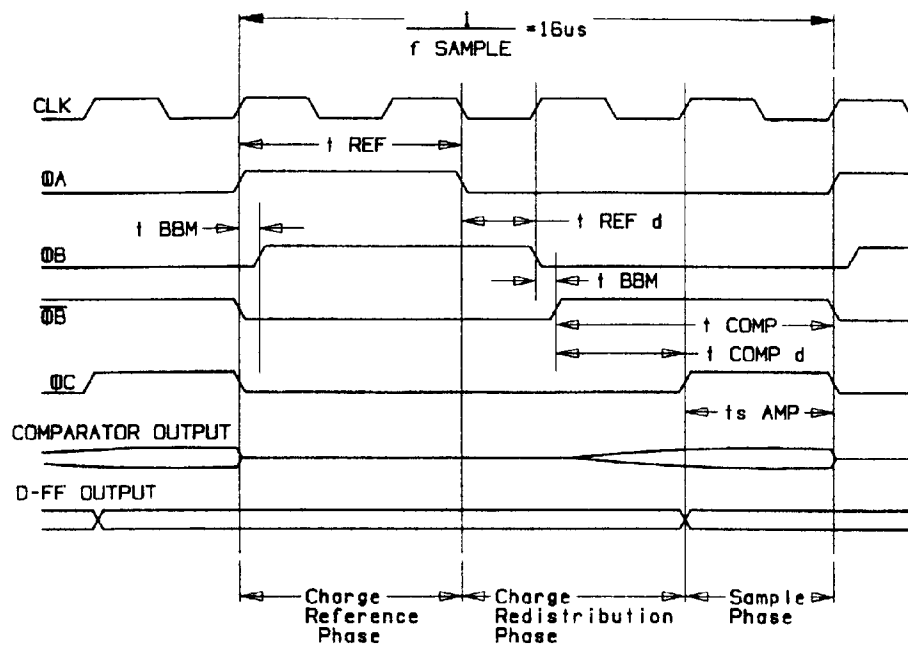 1
f SAMPLE
=16us
CLK
t REF
ΦA
t BBM
t REF d
ΦB
t BBM
Φ̅B̅
t COMP
t COMP d
ΦC
ts AMP
COMPARATOR OUTPUT
D-FF OUTPUT
Charge
Reference
Phase
Charge
Redistribution
Phase
Sample
Phase